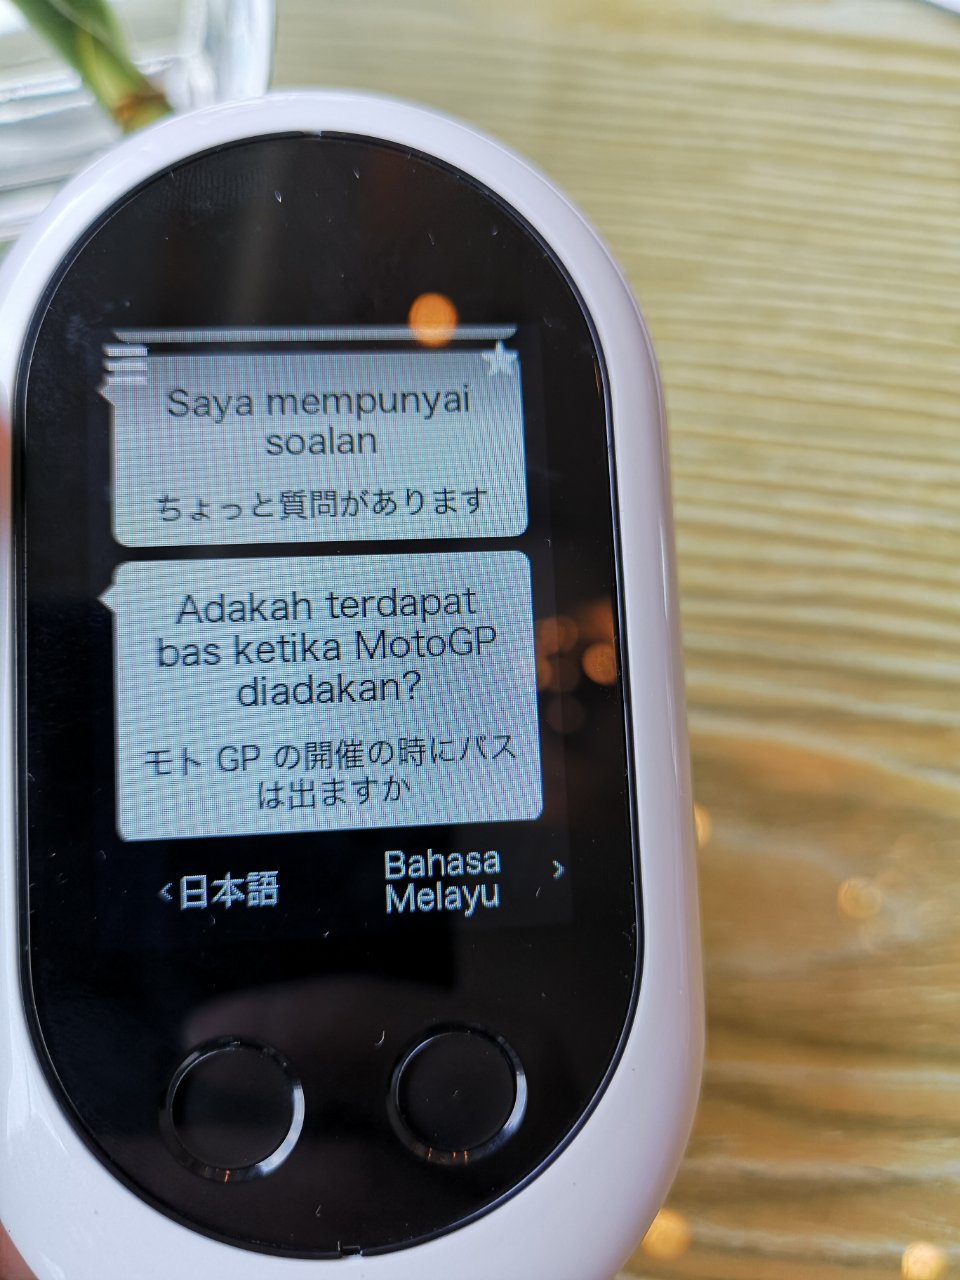 Saya mempunyai
soalan
ちょっと質問があります
Adakah terdapat
bas ketika MotoGP
diadakan?
モト GP の開催の時にバス
は出ますか
‹日本語
Bahasa
Melayu ›